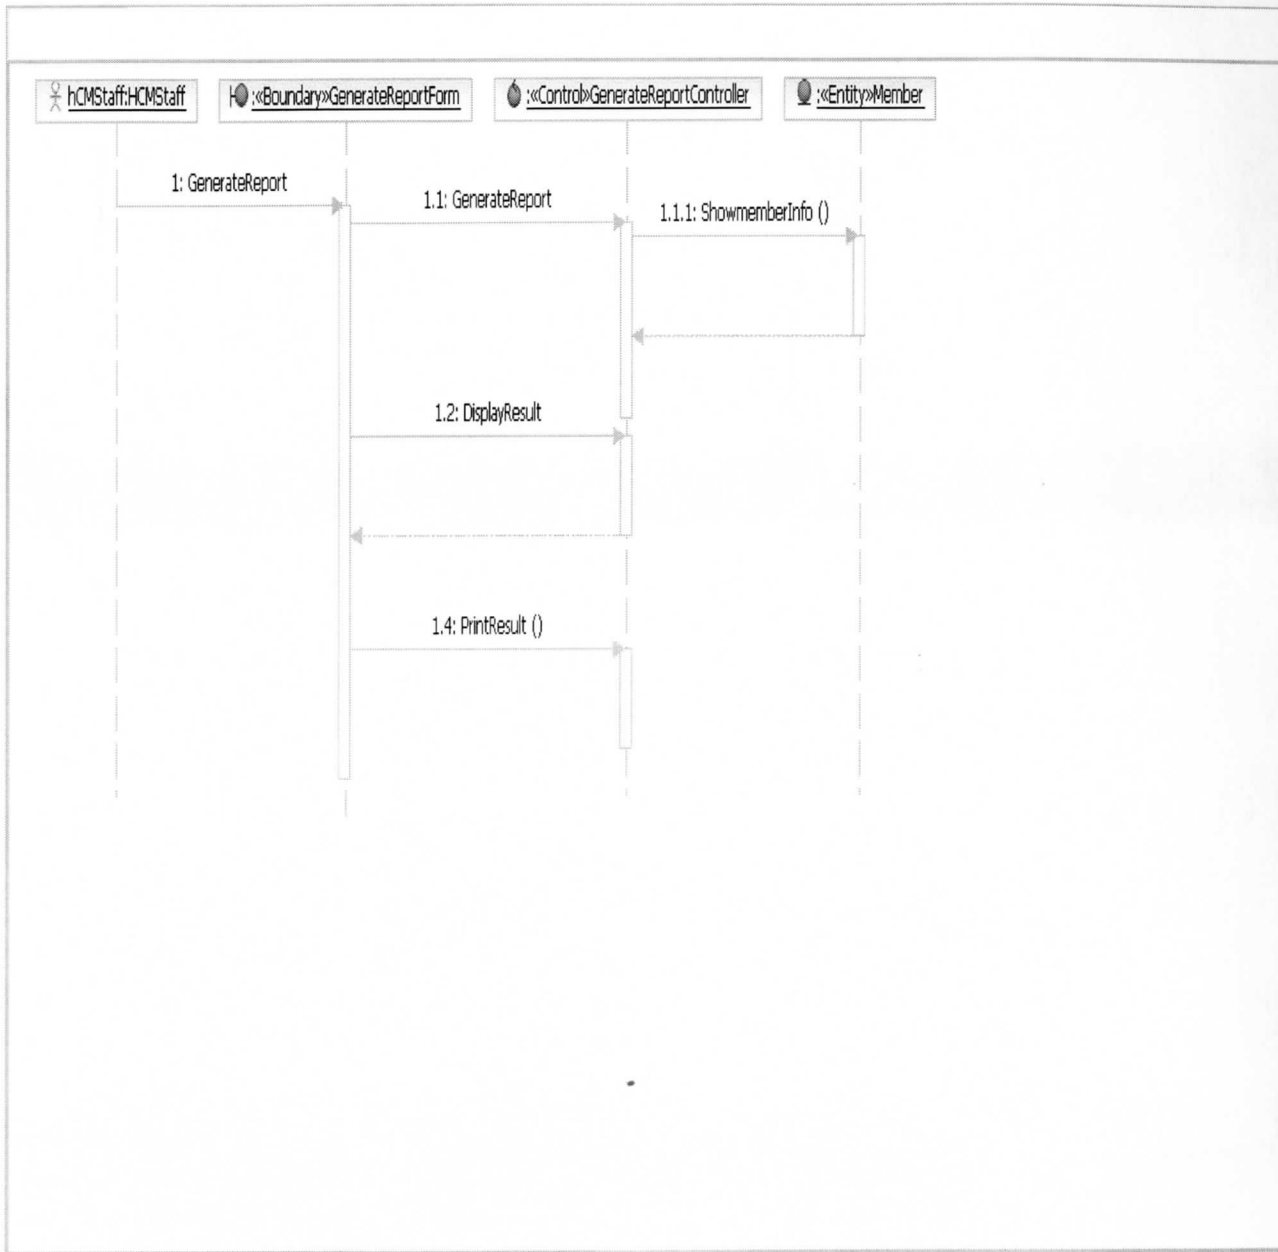 hCMStaff:HCMStaff
:«Boundary»GenerateReportForm
:«Control»GenerateReportController
:«Entity»Member
1: GenerateReport
1.1: GenerateReport
1.1.1: ShowmemberInfo ()
1.2: DisplayResult
1.4: PrintResult ()